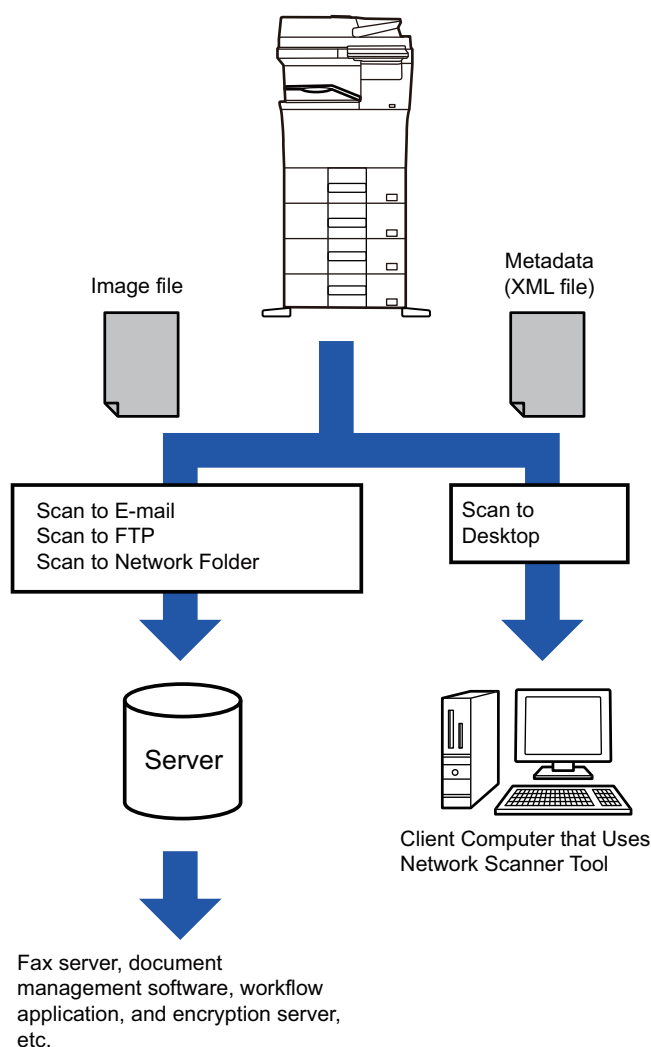 Image file
Metadata
(XML file)
Scan to E-mail
Scan to FTP
Scan to Network Folder
Scan to
Desktop
Server
Client Computer that Uses
Network Scanner Tool
Fax server, document
management software, workflow
application, and encryption server,
etc.